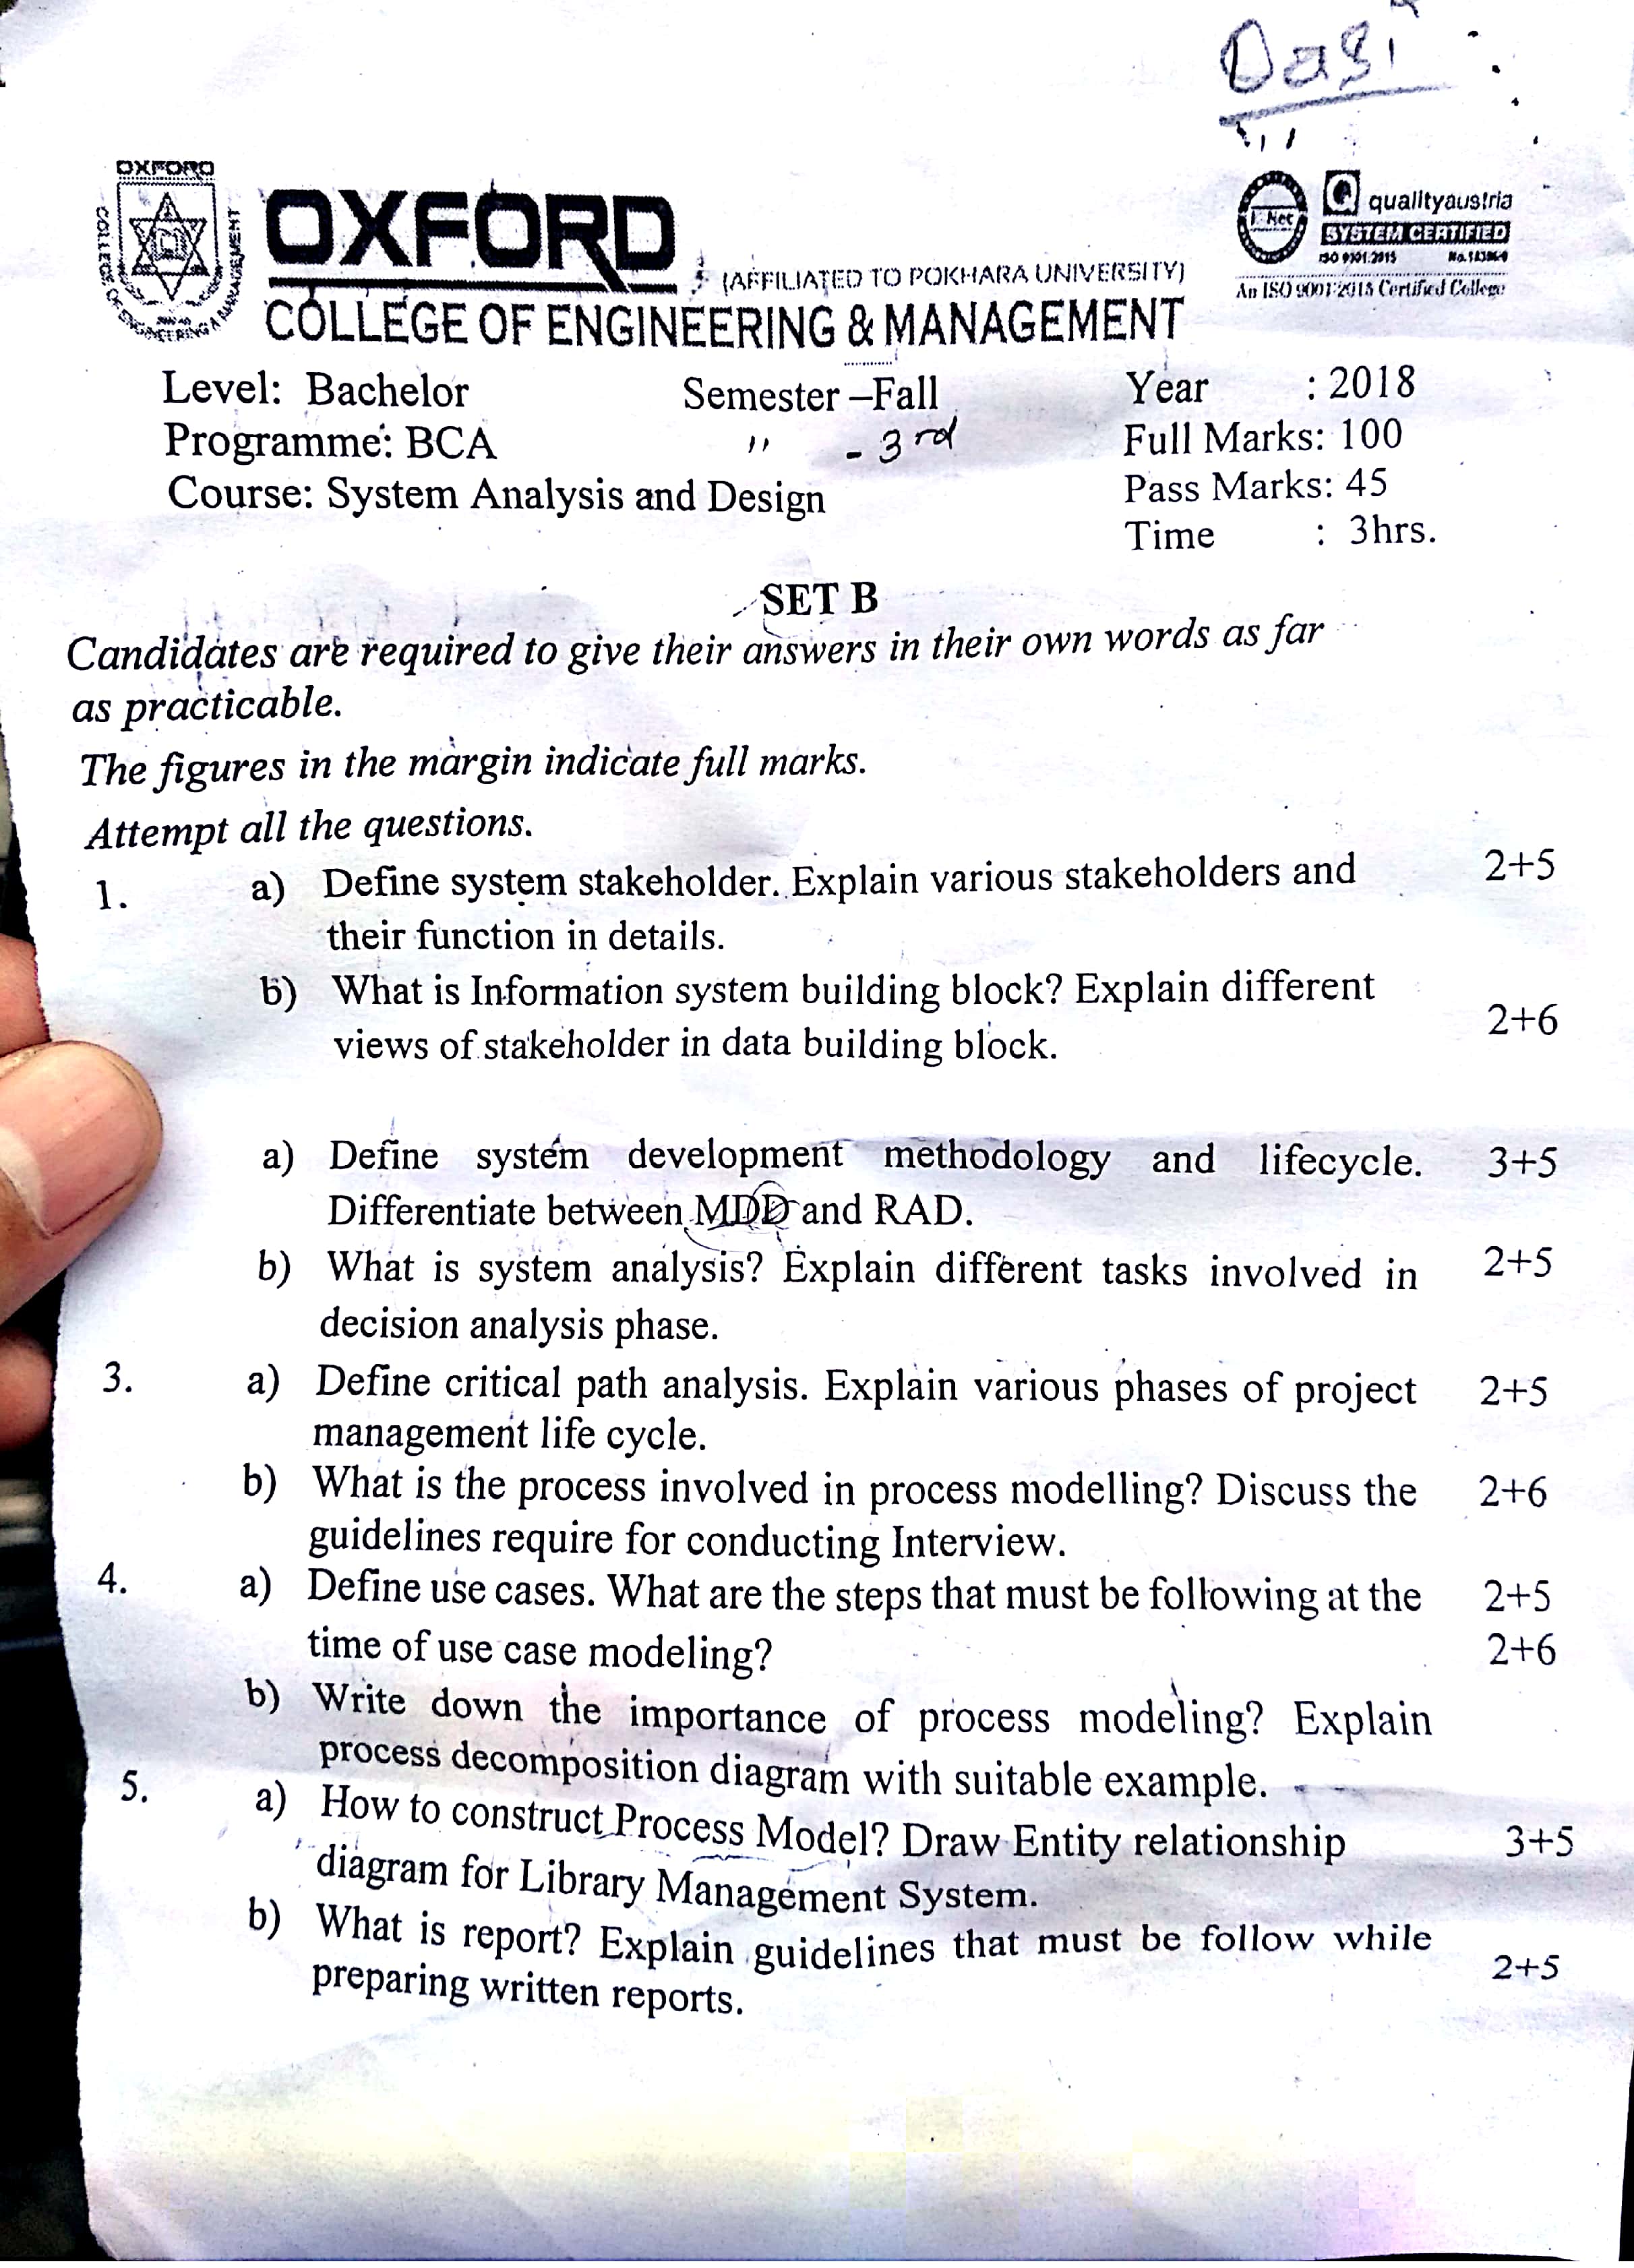 OXFORD
COLLEGE OF ENGINEERING & MANAGEMENT
OXFORD
(AFFILIATED TO POKHARA UNIVERSITY)
COLLEGE OF ENGINEERING & MANAGEMENT
Net
qualityaustria
SYSTEM CERTIFIED
ISO 9001:2015
An ISO 9001:2015 Certified College
Level: Bachelor Semester –Fall Year : 2018
Programme: BCA " - 3rd Full Marks: 100
Course: System Analysis and Design Pass Marks: 45
Time : 3hrs.
SET B
Candidates are required to give their answers in their own words as far
as practicable.
The figures in the margin indicate full marks.
Attempt all the questions.
1. a) Define system stakeholder. Explain various stakeholders and 2+5
their function in details.
b) What is Information system building block? Explain different
views of stakeholder in data building block. 2+6
a) Define system development methodology and lifecycle. 3+5
Differentiate between MDD and RAD.
b) What is system analysis? Explain different tasks involved in 2+5
decision analysis phase.
3. a) Define critical path analysis. Explain various phases of project 2+5
management life cycle.
b) What is the process involved in process modelling? Discuss the 2+6
guidelines require for conducting Interview.
4. a) Define use cases. What are the steps that must be following at the 2+5
time of use case modeling? 2+6
b) Write down the importance of process modeling? Explain
process decomposition diagram with suitable example.
5. a) How to construct Process Model? Draw Entity relationship 3+5
diagram for Library Management System.
b) What is report? Explain guidelines that must be follow while 2+5
preparing written reports.